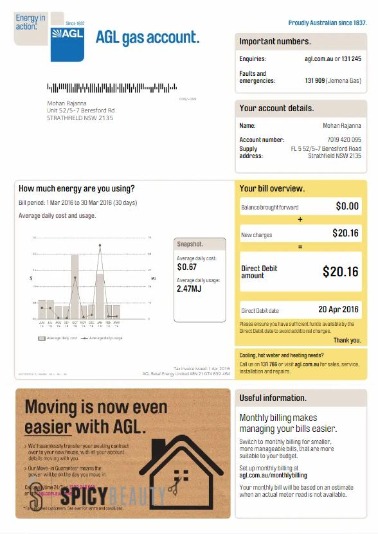 Energy in
action.
Since 1837
AGL
AGL gas account.
Proudly Australian since 1837.
Important numbers.
Enquiries: agl.com.au or 131 245
Faults and
emergencies: 131 909 (Jemena Gas)
Mohan Rajanna
Unit 52/5-7 Beresford Rd
STRATHFIELD NSW 2135
Your account details.
Name: Mohan Rajanna
Account number: 7019 420 095
Supply
address: FL 5 52/5-7 Beresford Road
Strathfield NSW 2135
How much energy are you using?
Bill period: 1 Mar 2016 to 30 Mar 2016 (30 days)
Average daily cost and usage.
Snapshot.
Average daily cost:
$0.67
Average daily usage:
2.47MJ
Average daily cost
Average daily usage
Your bill overview.
Balance brought forward $0.00
+
New charges $20.16
=
Direct Debit
amount $20.16
Direct Debit date 20 Apr 2016
Please ensure you have sufficient funds available by the
Direct Debit date to avoid additional charges.
Thank you.
Cooling, hot water and heating needs?
Call us on 131 766 or visit agl.com.au for sales, service,
installation and repairs.
Moving is now even
easier with AGL.
SPICYBEAUTY
Useful information.
Monthly billing makes
managing your bills easier.
Switch to monthly billing for smaller,
more manageable bills, that are more
suitable to your budget.
Set up monthly billing at
agl.com.au/monthlybilling
Your monthly bill will be based on an estimate
when an actual meter read is not available.